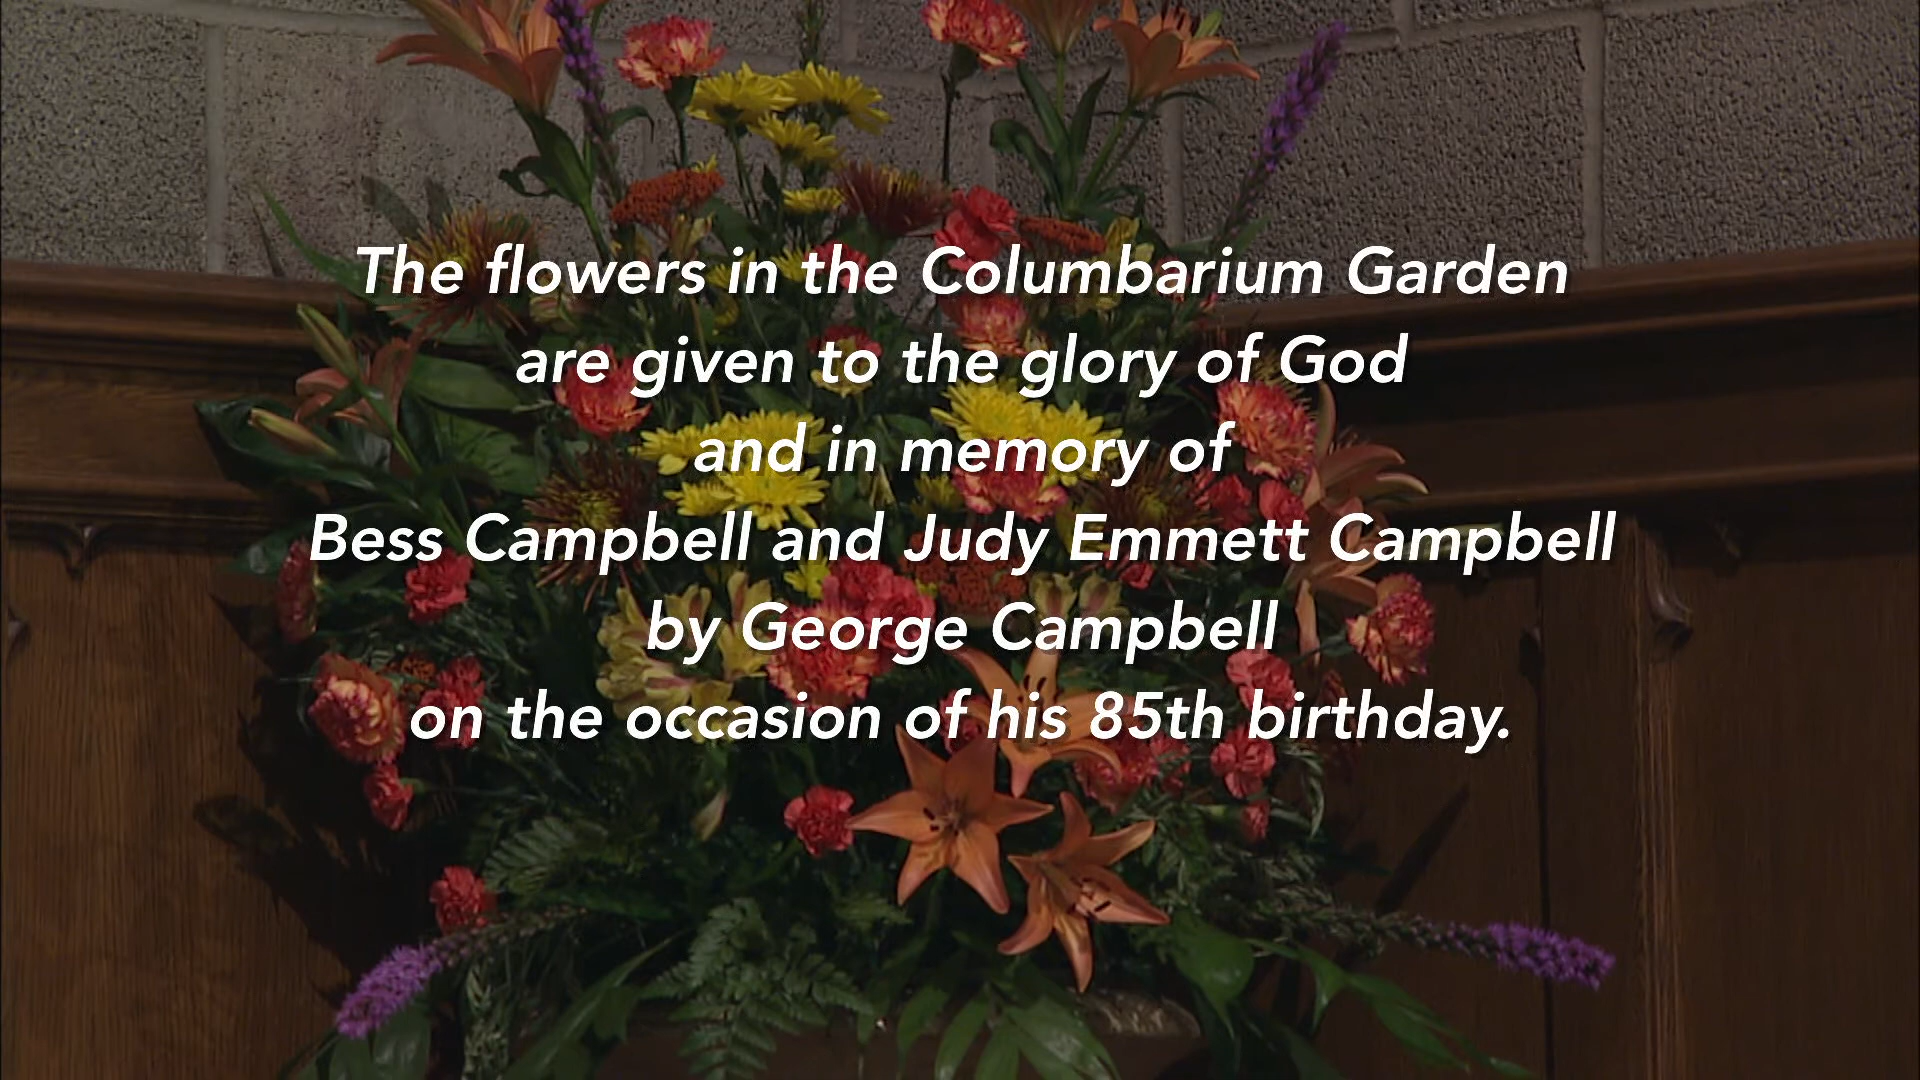 The flowers in the Columbarium Garden
are given to the glory of God
and in memory of
Bess Campbell and Judy Emmett Campbell
by George Campbell
on the occasion of his 85th birthday.